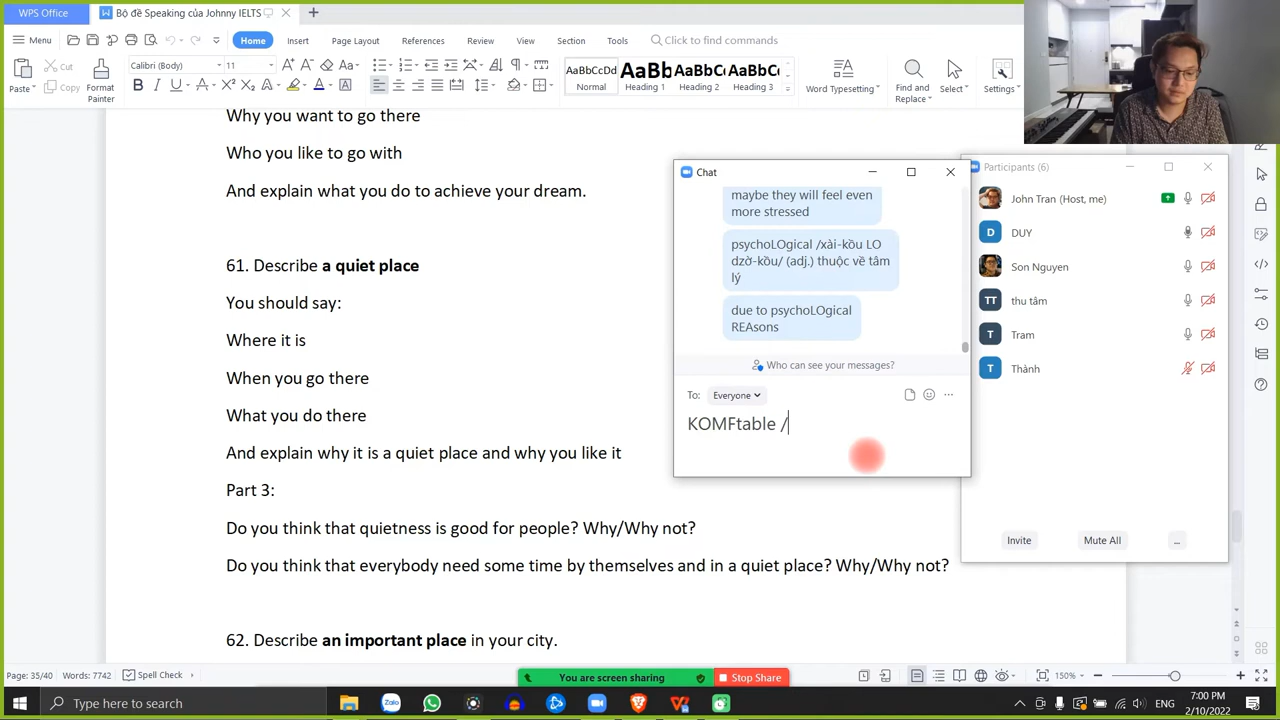 WPS Office
Bộ đề Speaking của Johnny IELTS
Menu
Home
Insert
Page Layout
References
Review
View
Section
Tools
Click to find commands
Paste
Cut
Copy
Format
Painter
Calibri (Body)
11
AaBbCcDd
Normal
AaBb
Heading 1
AaBbC
Heading 2
AaBbC
Heading 3
Word Typesetting
Find and
Replace
Select
Settings
Why you want to go there
Who you like to go with
And explain what you do to achieve your dream.
61. Describe a quiet place
You should say:
Where it is
When you go there
What you do there
And explain why it is a quiet place and why you like it
Part 3:
Do you think that quietness is good for people? Why/Why not?
Do you think that everybody need some time by themselves and in a quiet place? Why/Why not?
62. Describe an important place in your city.
Chat
maybe they will feel even
more stressed
psychoLOgical /xài-kồu LO
dzờ-kồu/ (adj.) thuộc về tâm
lý
due to psychoLOgical
REAsons
Who can see your messages?
To: Everyone
KOMFtable /
Participants (6)
John Tran (Host, me)
D DUY
Son Nguyen
TT thu tâm
T Tram
T Thành
Invite
Mute All
...
Page: 35/40
Words: 7742
Spell Check
You are screen sharing
Stop Share
150%
Type here to search
ENG
7:00 PM
2/10/2022